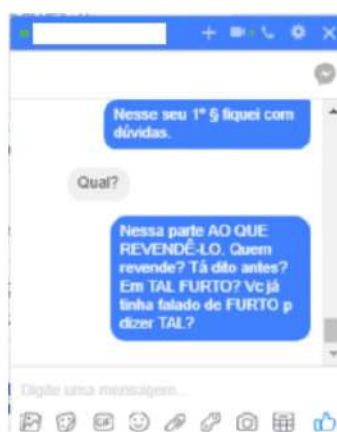 Nesse seu 1º § fiquei com
dúvidas.
Qual?
Nessa parte AO QUE
REVENDÊ-LO. Quem
revende? Tá dito antes?
Em TAL FURTO? Vc já
tinha falado de FURTO p
dizer TAL?
Digite uma mensagem...
GIF